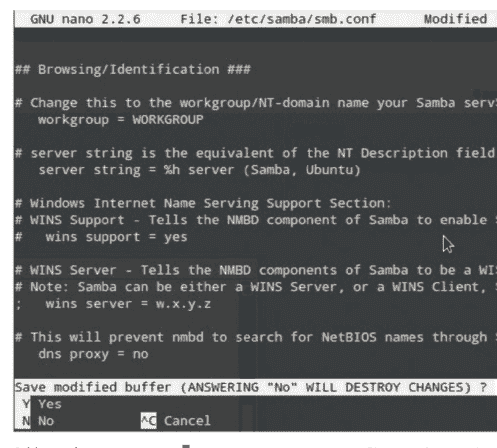 GNU nano 2.2.6 File: /etc/samba/smb.conf Modified
## Browsing/Identification ###
# Change this to the workgroup/NT-domain name your Samba serv$
workgroup = WORKGROUP
# server string is the equivalent of the NT Description field
server string = %h server (Samba, Ubuntu)
# Windows Internet Name Serving Support Section:
# WINS Support - Tells the NMBD component of Samba to enable $
# wins support = yes
# WINS Server - Tells the NMBD components of Samba to be a WI$
# Note: Samba can be either a WINS Server, or a WINS Client, $
; wins server = w.x.y.z
# This will prevent nmbd to search for NetBIOS names through $
dns proxy = no
Save modified buffer (ANSWERING "No" WILL DESTROY CHANGES) ?
Y Yes
N No ^C Cancel